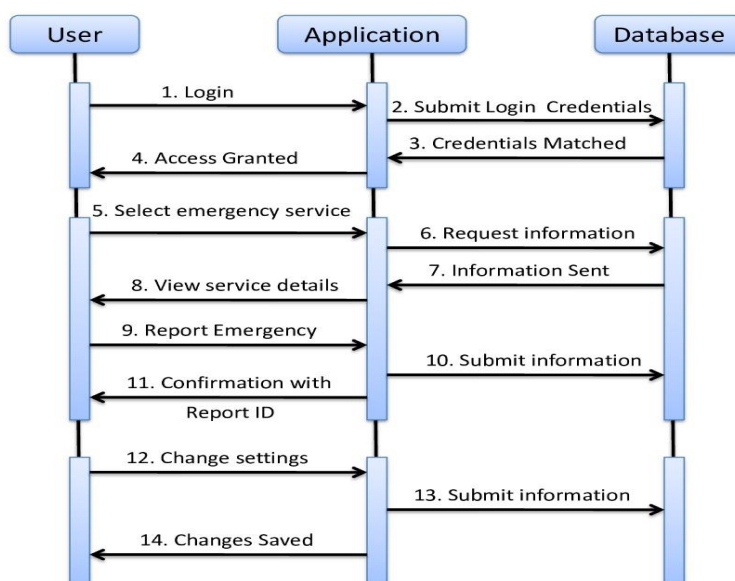 User
Application
Database
1. Login
2. Submit Login Credentials
3. Credentials Matched
4. Access Granted
5. Select emergency service
6. Request information
7. Information Sent
8. View service details
9. Report Emergency
10. Submit information
11. Confirmation with
Report ID
12. Change settings
13. Submit information
14. Changes Saved